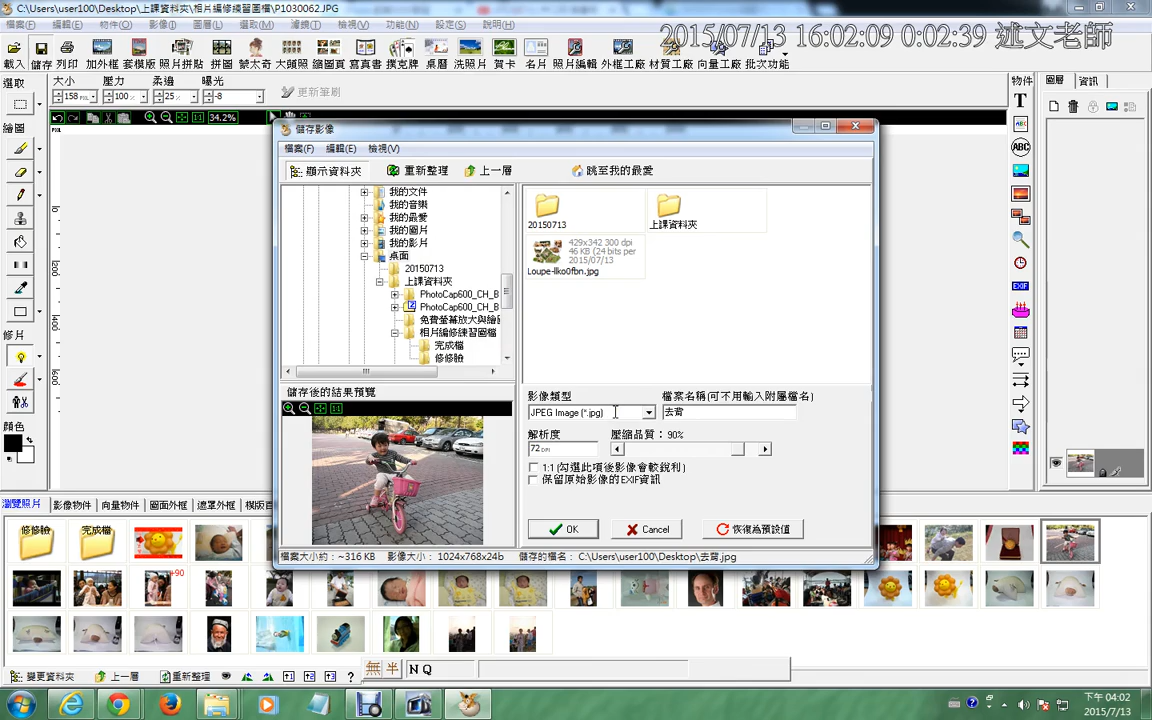 C:\Users\user100\Desktop\上課資料夾\相片編修練習圖檔\P1030062.JPG
檔案(F) 編輯(E) 物件(O) 影像(I) 圖層(L) 選取(M) 濾鏡(T) 檢視(V) 功能(N) 設定(S) 說明(H)
2015/07/13 16:02:09 0:02:39 述文老師
載入 儲存 列印 加外框 套模版 照片拼貼 拼圖 蒙太奇 大頭照 縮圖頁 寫真書 撲克牌 桌曆 洗照片 賀卡 名片 照片編輯 外框工廠 材質工廠 向量工廠 批次功能
選取 大小 壓力 柔邊 曝光 物件 圖層 資訊
158 PXL 100 % 25 % -8 更新筆刷
34.2%
繪圖
修片
顏色
儲存影像
檔案(F) 編輯(E) 檢視(V)
顯示資料夾 重新整理 上一層 跳至我的最愛
我的文件
我的音樂
我的最愛
我的圖片
我的影片
桌面
20150713
上課資料夾
PhotoCap600_CH_B
PhotoCap600_CH_B
免費螢幕放大與繪圖
相片編修練習圖檔
完成檔
修修臉
20150713
上課資料夾
429x342 300 dpi
46 KB (24 bits per
2015/07/13
Loupe-llko0fbn.jpg
儲存後的結果預覽
影像類型 檔案名稱(可不用輸入附屬檔名)
JPEG Image (*.jpg) 去背
解析度 壓縮品質: 90%
72 DPI
1:1 (勾選此項後影像會較銳利)
保留原始影像的EXIF資訊
OK Cancel 恢復為預設值
檔案大小約: ~316 KB 影像大小: 1024x768x24b 儲存的檔名: C:\Users\user100\Desktop\去背.jpg
瀏覽照片 影像物件 向量物件 圖面外框 遮罩外框
修修臉 完成檔
+90
變更資料夾 上一層 重新整理
無 半 N Q
下午 04:02
2015/7/13